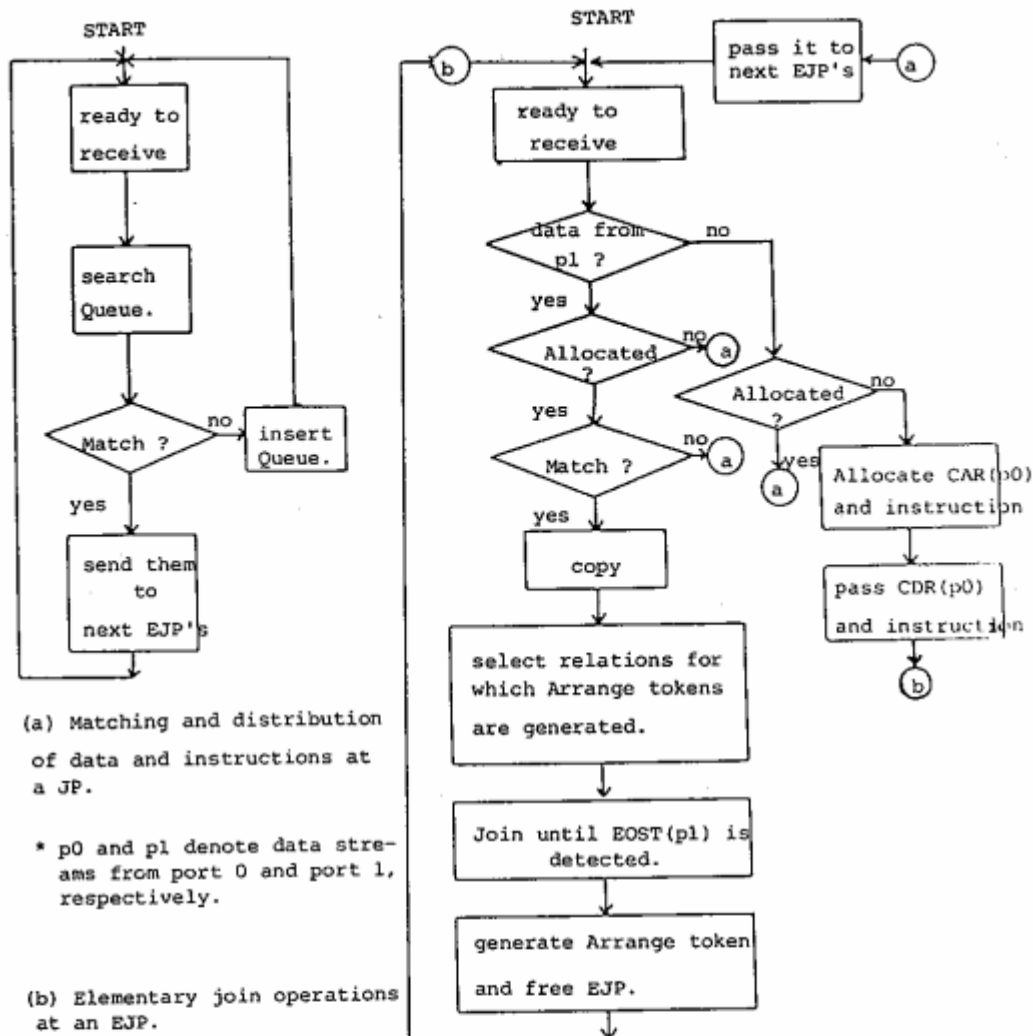 START
ready to
receive
search
Queue.
Match ?
no
insert
Queue.
yes
send them
to
next EJP's
(a) Matching and distribution
of data and instructions at
a JP.
* p0 and p1 denote data stre-
ams from port 0 and port 1,
respectively.
(b) Elementary join operations
at an EJP.
START
b
pass it to
next EJP's
a
ready to
receive
data from
p1 ?
no
yes
Allocated
?
no
a
yes
Match ?
no
a
yes
copy
select relations for
which Arrange tokens
are generated.
Join until EOST(p1) is
detected.
generate Arrange token
and free EJP.
Allocated
?
no
yes
a
Allocate CAR(p0)
and instruction
pass CDR(p0)
and instruction
b